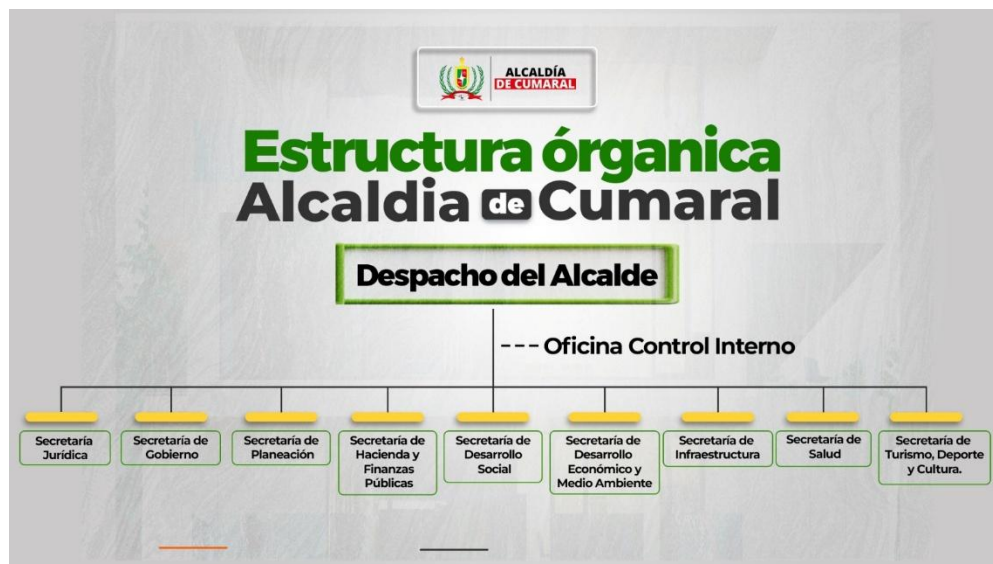 ALCALDÍA
DE CUMARAL
Estructura órganica
Alcaldia de Cumaral
Despacho del Alcalde
--- Oficina Control Interno
Secretaría
Jurídica
Secretaría de
Gobierno
Secretaría de
Planeación
Secretaría de
Hacienda y
Finanzas
Públicas
Secretaría de
Desarrollo
Social
Secretaría de
Desarrollo
Económico y
Medio Ambiente
Secretaría de
Infraestructura
Secretaría de
Salud
Secretaría de
Turismo, Deporte
y Cultura.